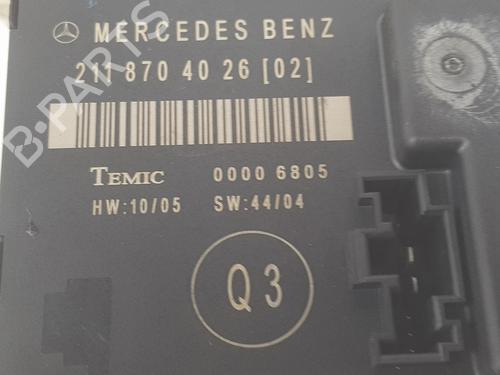 MERCEDES BENZ
211 870 40 26 [02]
TEMIC 0000 6805
HW:10/05 SW:44/04
Q3
B-PARTS